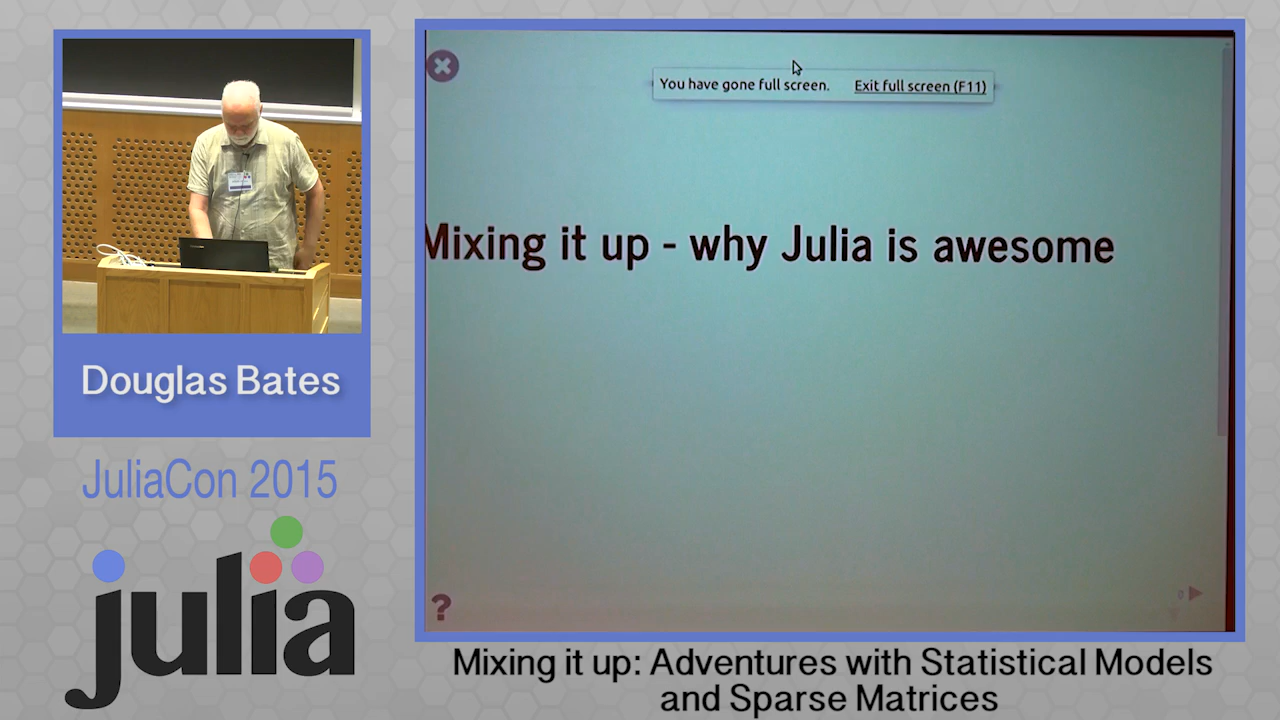 You have gone full screen. Exit full screen (F11)
Mixing it up - why Julia is awesome
?
0
Douglas Bates
JuliaCon 2015
julia
Mixing it up: Adventures with Statistical Models
and Sparse Matrices